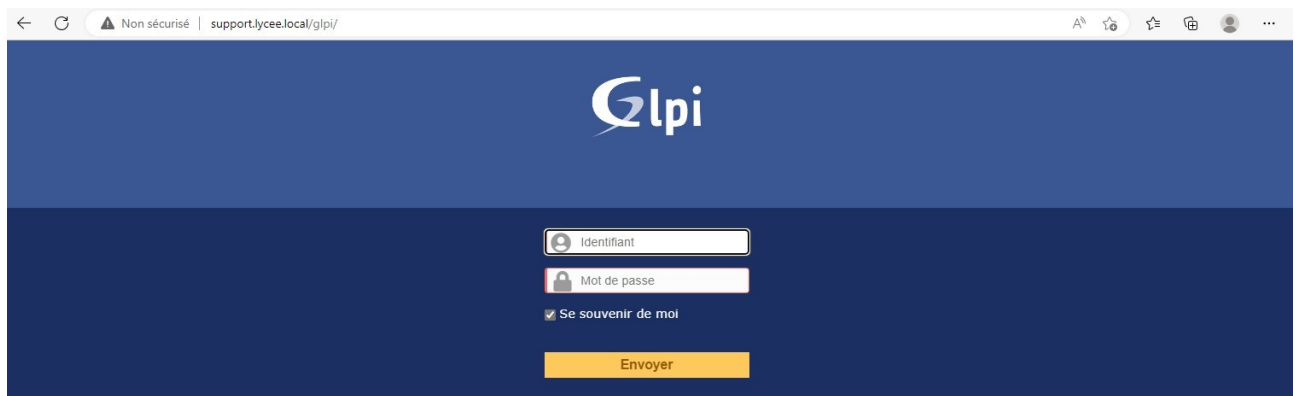 Non sécurisé | support.lycee.local/glpi/
Glpi
Identifiant
Mot de passe
Se souvenir de moi
Envoyer